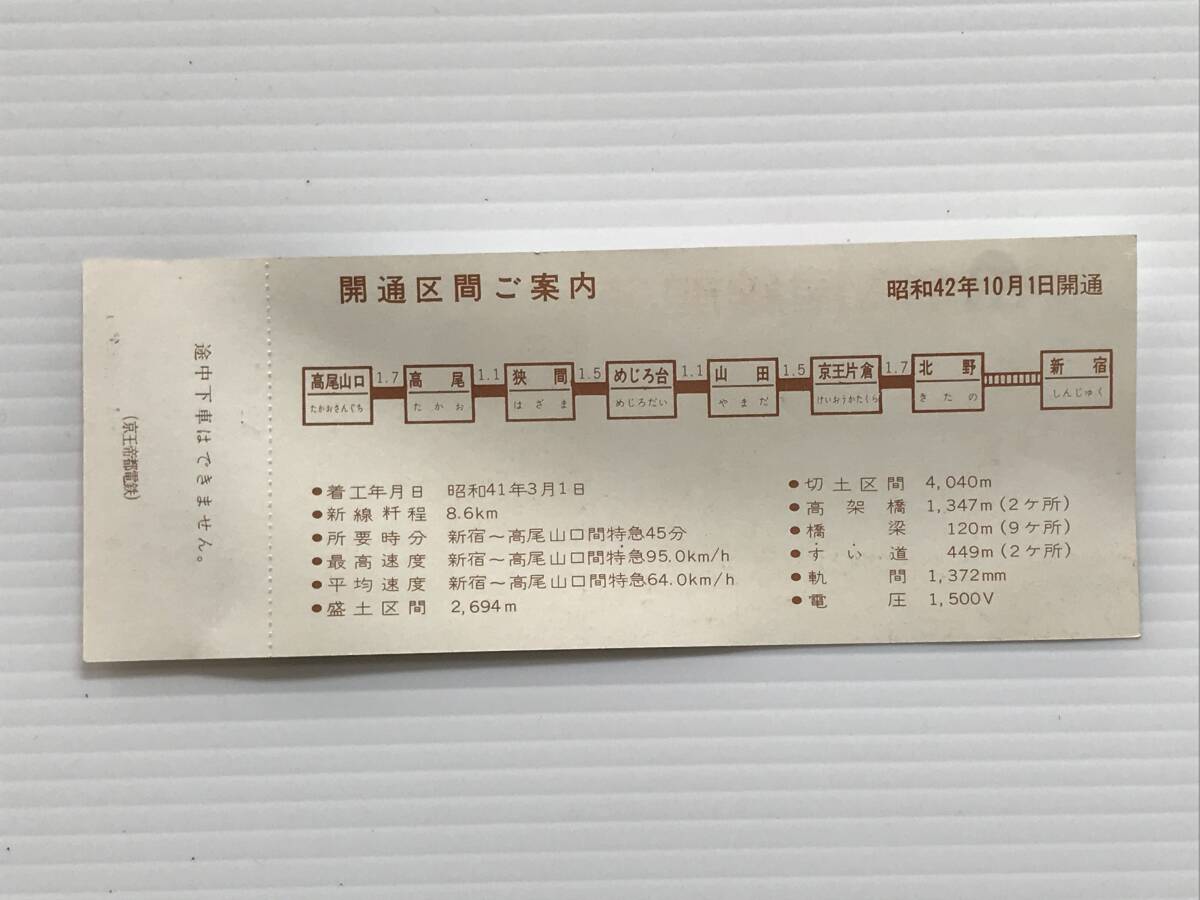 開通区間ご案内
昭和42年10月1日開通
高尾山口 1.7 高尾 1.1 狭間 1.5 めじろ台 1.1 山田 1.5 京王片倉 1.7 北野 新宿
たかおさんぐち たかお はざま めじろだい やまだ けいおうかたくら きたの しんじゅく
●着工年月日 昭和41年3月1日
●新線粁程 8.6km
●所要時分 新宿〜高尾山口間特急45分
●最高速度 新宿〜高尾山口間特急95.0km/h
●平均速度 新宿〜高尾山口間特急64.0km/h
●盛土区間 2,694m
●切土区間 4,040m
●高架橋 1,347m(2ケ所)
●橋梁 120m(9ケ所)
●すい道 449m(2ケ所)
●軌間 1,372mm
●電圧 1,500V
途中下車はできません。
(京王帝都電鉄)